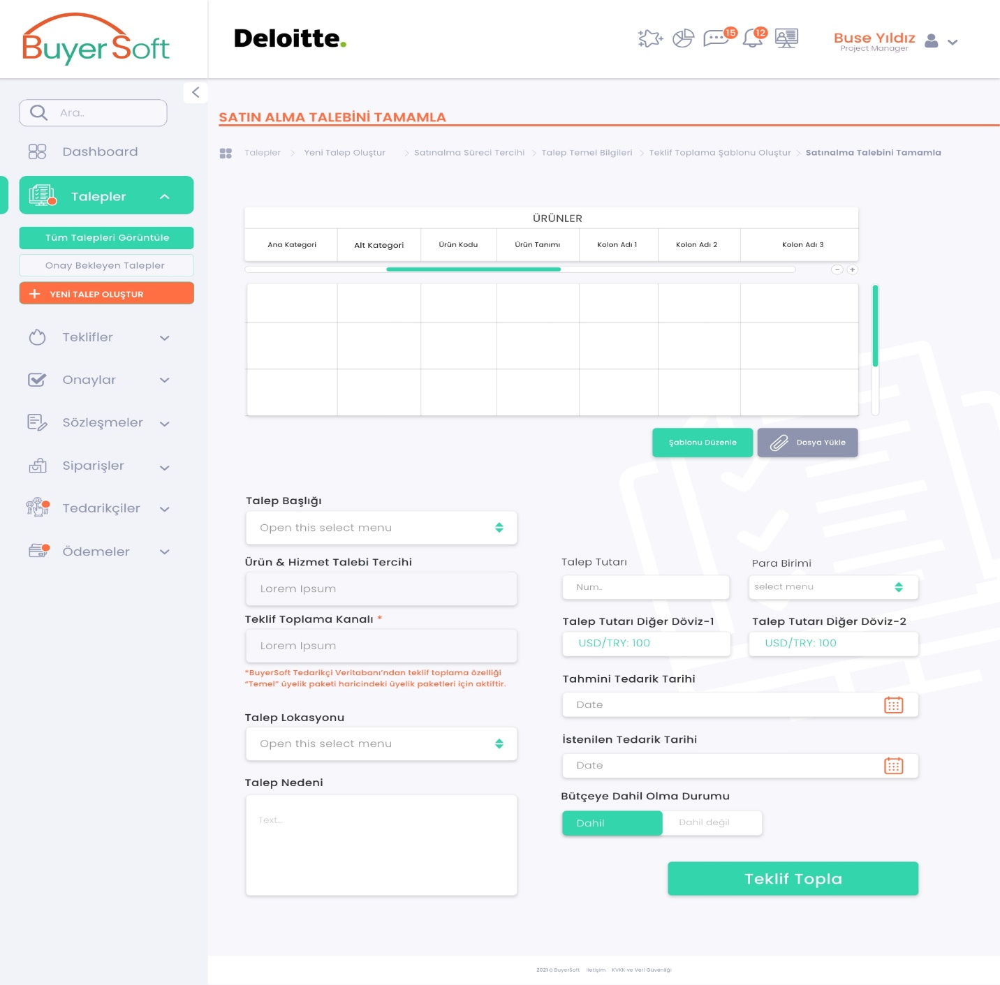 BuyerSoft
Deloitte.
15
12
Buse Yıldız
Project Manager
Ara..
Dashboard
Talepler
Tüm Talepleri Görüntüle
Onay Bekleyen Talepler
+ YENİ TALEP OLUŞTUR
Teklifler
Onaylar
Sözleşmeler
Siparişler
Tedarikçiler
Ödemeler
SATIN ALMA TALEBİNİ TAMAMLA
Talepler > Yeni Talep Oluştur > Satınalma Süreci Tercihi > Talep Temel Bilgileri > Teklif Toplama Şablonu Oluştur > Satınalma Talebini Tamamla
ÜRÜNLER
Ana Kategori Alt Kategori Ürün Kodu Ürün Tanımı Kolon Adı 1 Kolon Adı 2 Kolon Adı 3
- +
Şablonu Düzenle Dosya Yükle
Talep Başlığı
Open this select menu
Ürün & Hizmet Talebi Tercihi
Lorem Ipsum
Teklif Toplama Kanalı *
Lorem Ipsum
*BuyerSoft Tedarikçi Veritabanı’ndan teklif toplama özelliği
“Temel” üyelik paketi haricindeki üyelik paketleri için aktiftir.
Talep Lokasyonu
Open this select menu
Talep Nedeni
Text...
Talep Tutarı Para Birimi
Num.. select menu
Talep Tutarı Diğer Döviz-1 Talep Tutarı Diğer Döviz-2
USD/TRY: 100 USD/TRY: 100
Tahmini Tedarik Tarihi
Date
İstenilen Tedarik Tarihi
Date
Bütçeye Dahil Olma Durumu
Dahil Dahil değil
Teklif Topla
2021 © BuyerSoft İletişim KVKK ve Veri Güvenliği